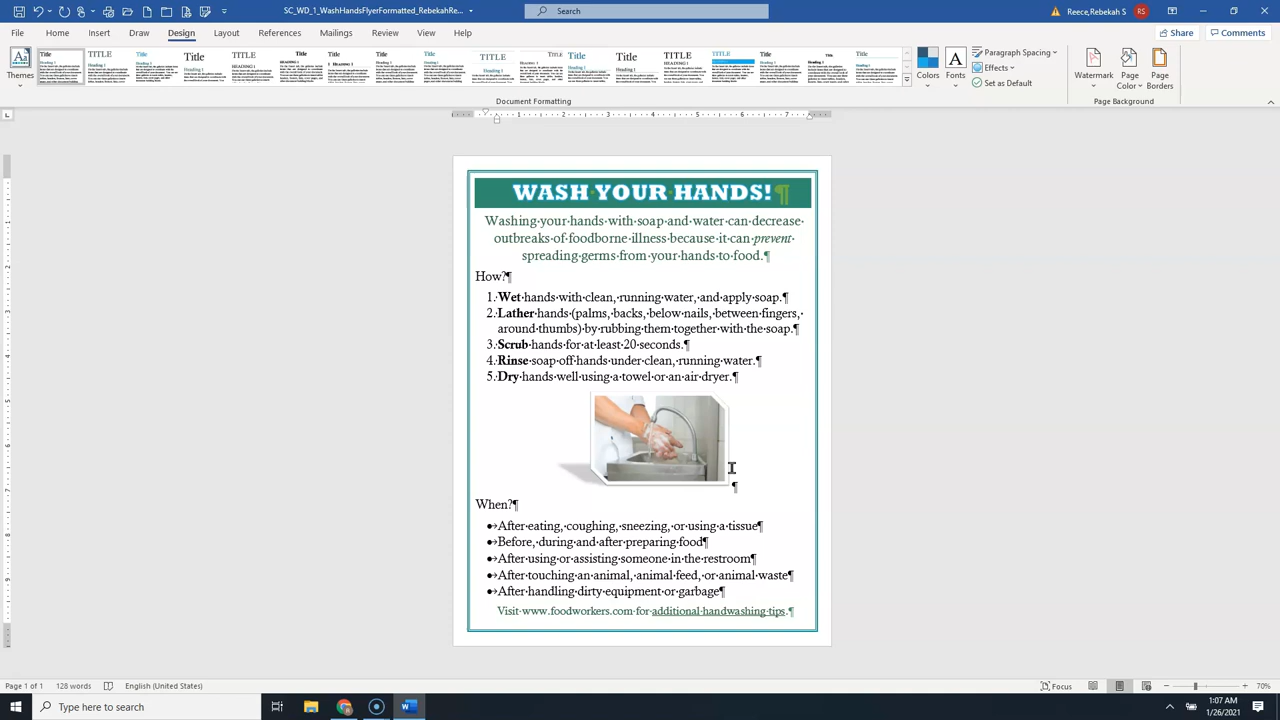 SC_WD_1_WashHandsFlyerFormatted_RebekahRe...
Search
Reece,Rebekah S
RS
File
Home
Insert
Draw
Design
Layout
References
Mailings
Review
View
Help
Share
Comments
Themes
Title
Colors
Fonts
Paragraph Spacing
Effects
Set as Default
Watermark
Page Color
Page Borders
Document Formatting
Page Background
WASH·YOUR·HANDS!¶
Washing·your·hands·with·soap·and·water·can·decrease·
outbreaks·of·foodborne·illness·because·it·can·prevent·
spreading·germs·from·your·hands·to·food.¶
How?¶
1.·Wet·hands·with·clean,·running·water,·and·apply·soap.¶
2.·Lather·hands·(palms,·backs,·below·nails,·between·fingers,·
around·thumbs)·by·rubbing·them·together·with·the·soap.¶
3.·Scrub·hands·for·at·least·20·seconds.¶
4.·Rinse·soap·off·hands·under·clean,·running·water.¶
5.·Dry·hands·well·using·a·towel·or·an·air·dryer.¶
¶
When?¶
•→After·eating,·coughing,·sneezing,·or·using·a·tissue¶
•→Before,·during·and·after·preparing·food¶
•→After·using·or·assisting·someone·in·the·restroom¶
•→After·touching·an·animal,·animal·feed,·or·animal·waste¶
•→After·handling·dirty·equipment·or·garbage¶
Visit·www.foodworkers.com·for·additional·handwashing·tips.¶
Page 1 of 1
128 words
English (United States)
Focus
70%
Type here to search
1:07 AM
1/26/2021